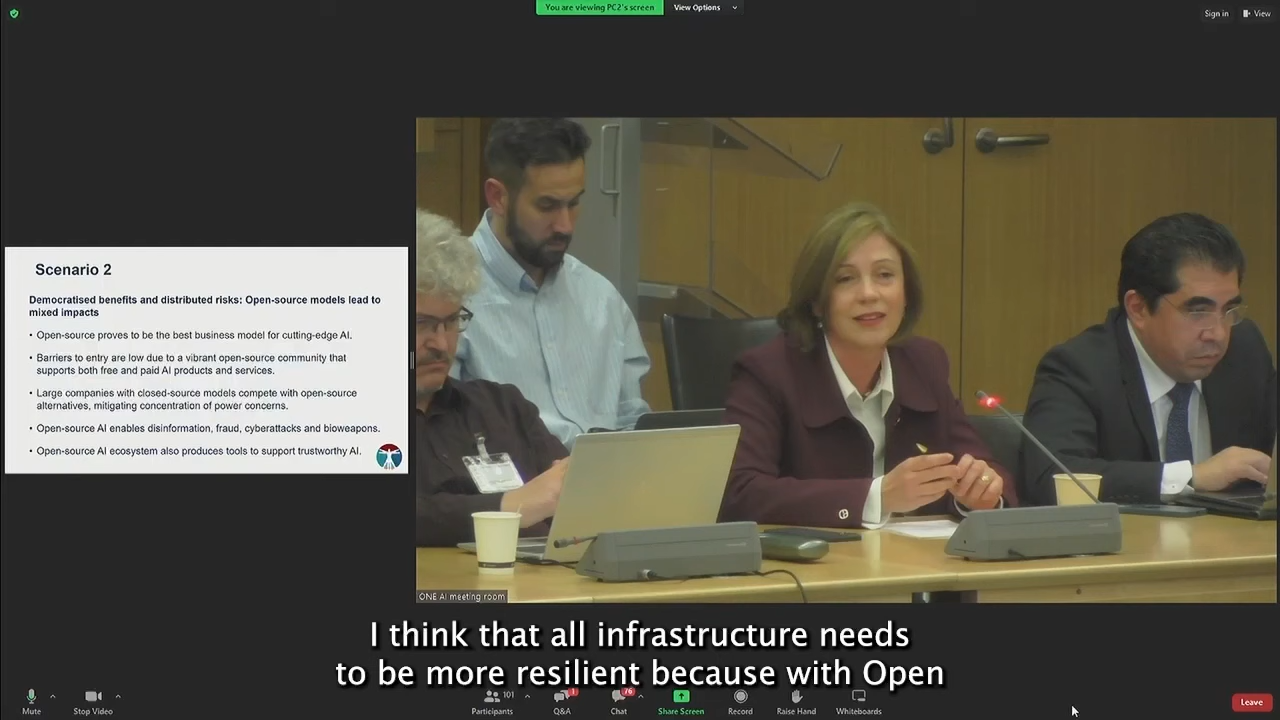 You are viewing PC2's screen
View Options
Sign in
View
Scenario 2
Democratised benefits and distributed risks: Open-source models lead to
mixed impacts
• Open-source proves to be the best business model for cutting-edge AI.
• Barriers to entry are low due to a vibrant open-source community that
supports both free and paid AI products and services.
• Large companies with closed-source models compete with open-source
alternatives, mitigating concentration of power concerns.
• Open-source AI enables disinformation, fraud, cyberattacks and bioweapons.
• Open-source AI ecosystem also produces tools to support trustworthy AI.
ONE AI meeting room
I think that all infrastructure needs
to be more resilient because with Open
Mute
Stop Video
Participants
101
Q&A
1
Chat
76
Share Screen
Record
Raise Hand
Whiteboards
Leave